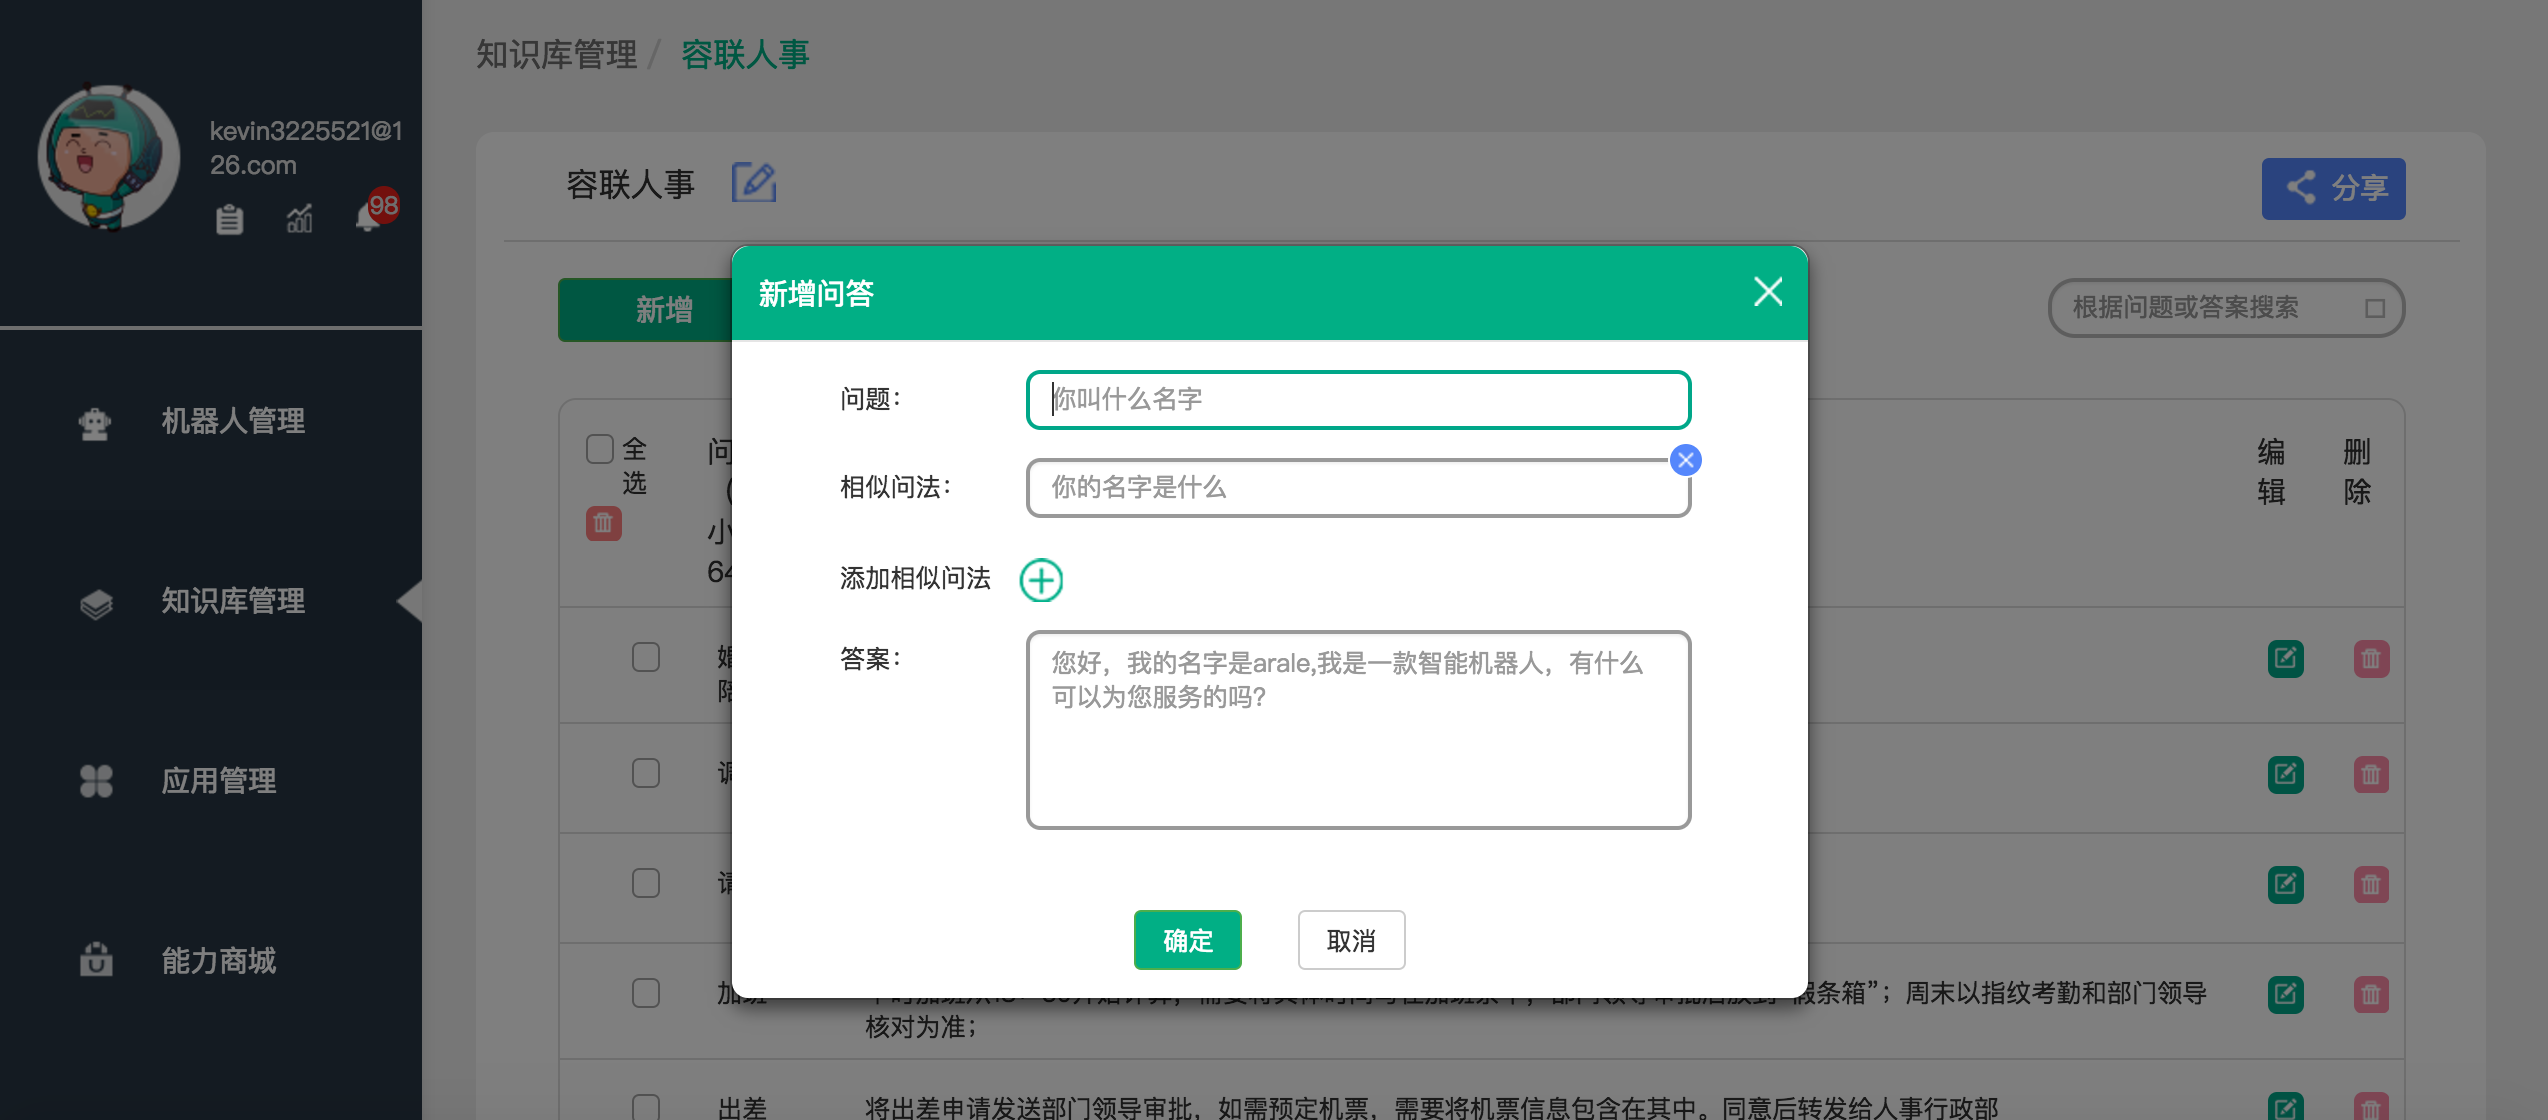 知识库管理 / 容联人事
kevin3225521@1
26.com
98
机器人管理
知识库管理
应用管理
能力商城
容联人事
分享
新增
根据问题或答案搜索
全
选
编
辑
删
除
新增问答
问题：
你叫什么名字
相似问法：
你的名字是什么
添加相似问法
答案：
您好，我的名字是arale,我是一款智能机器人，有什么
可以为您服务的吗?
确定
取消
假条箱”；周末以指纹考勤和部门领导
核对为准；
出差
将出差申请发送部门领导审批，如需预定机票，需要将机票信息包含在其中。同意后转发给人事行政部